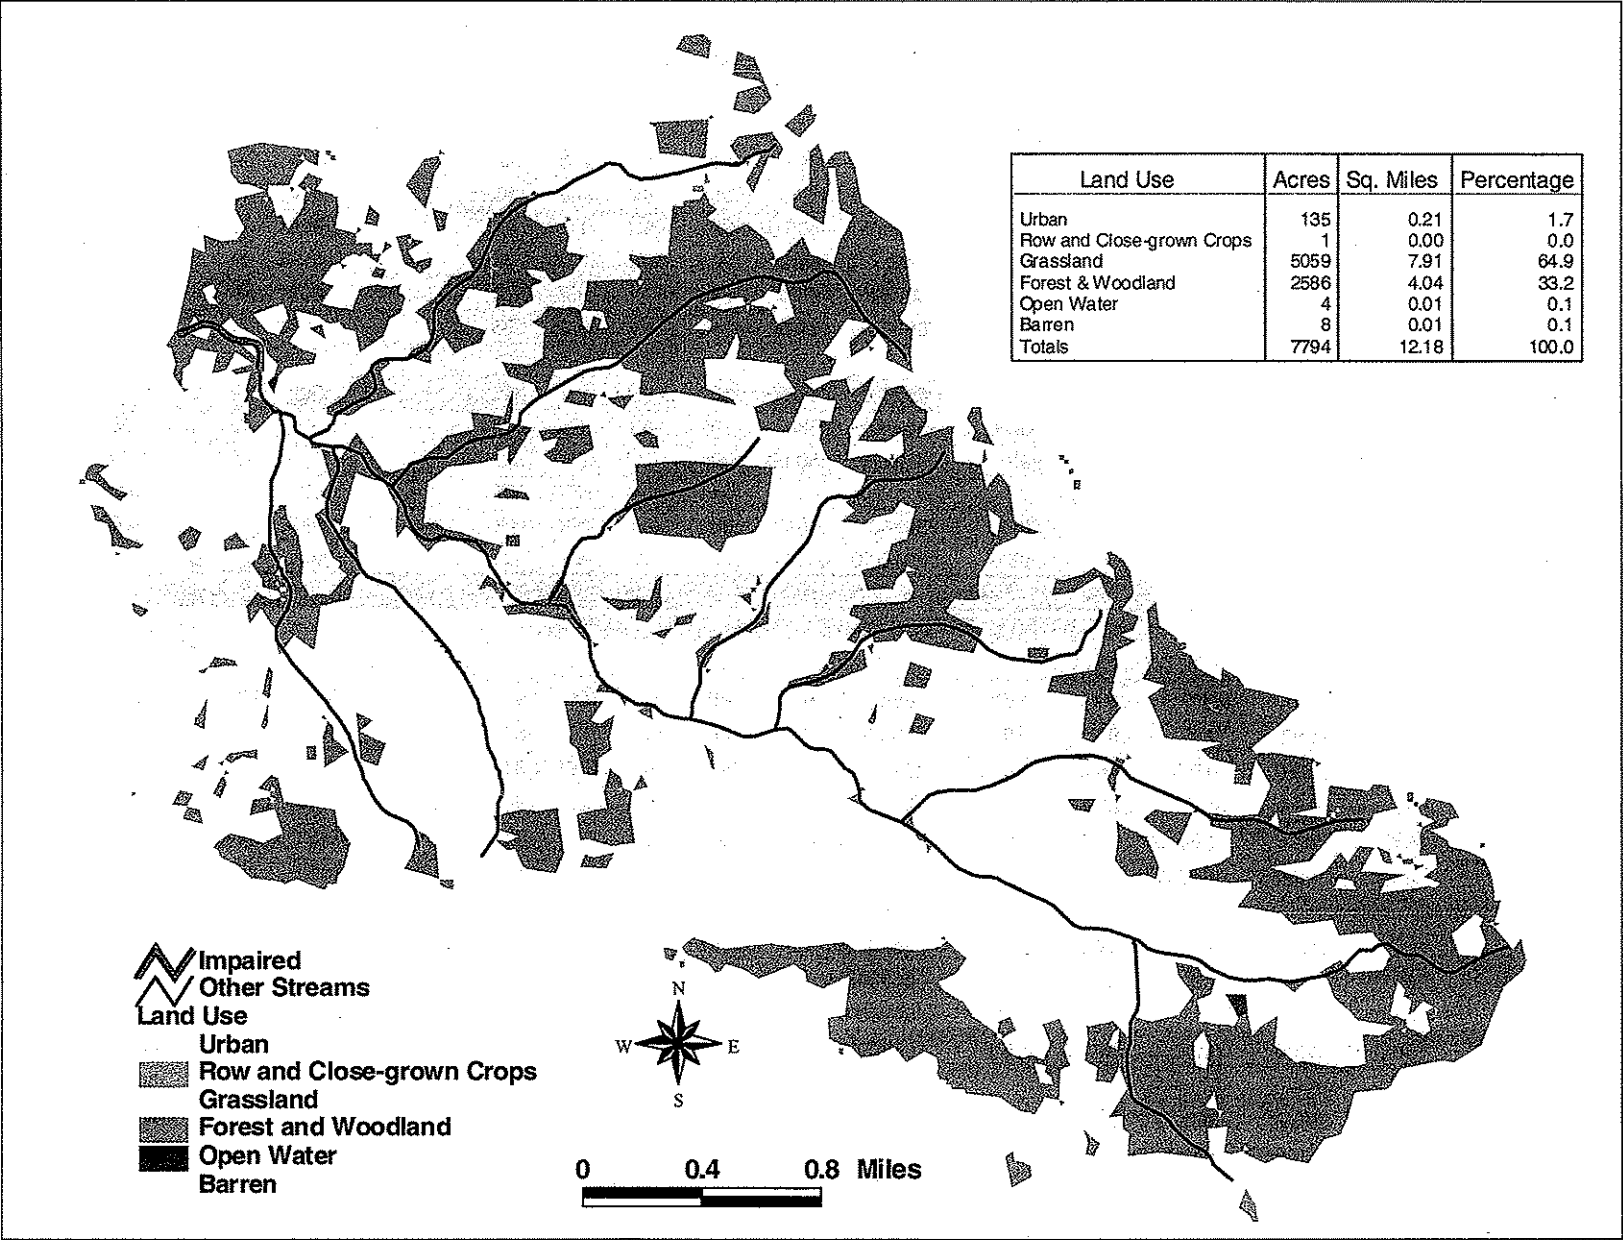 Land Use Acres Sq. Miles Percentage
Urban 135 0.21 1.7
Row and Close-grown Crops 1 0.00 0.0
Grassland 5059 7.91 64.9
Forest & Woodland 2586 4.04 33.2
Open Water 4 0.01 0.1
Barren 8 0.01 0.1
Totals 7794 12.18 100.0
Impaired
Other Streams
Land Use
Urban
Row and Close-grown Crops
Grassland
Forest and Woodland
Open Water
Barren
N
W E
S
0 0.4 0.8 Miles